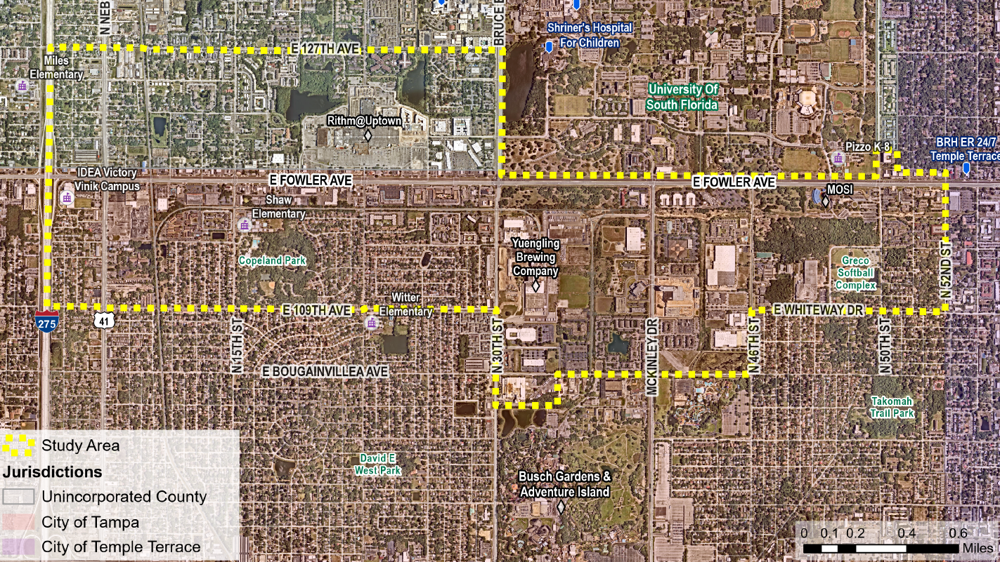 N NEB
BRUCE B
Shriner's Hospital
For Children
E 127TH AVE
Miles
Elementary
University Of
South Florida
Rithm@Uptown
Pizzo K-8
BRH ER 24/7
Temple Terrace
IDEA Victory
Vinik Campus
E FOWLER AVE
E FOWLER AVE
MOSI
Shaw
Elementary
Yuengling
Brewing
Company
Copeland Park
Greco
Softball
Complex
N 52ND ST
Witter
Elementary
E 109TH AVE
E WHITEWAY DR
275
41
N 15TH ST
N 30TH ST
MCKINLEY DR
N 46TH ST
N 50TH ST
E BOUGAINVILLEA AVE
Takomah
Trail Park
David E
West Park
Busch Gardens &
Adventure Island
Study Area
Jurisdictions
Unincorporated County
City of Tampa
City of Temple Terrace
0 0.1 0.2 0.4 0.6
Miles